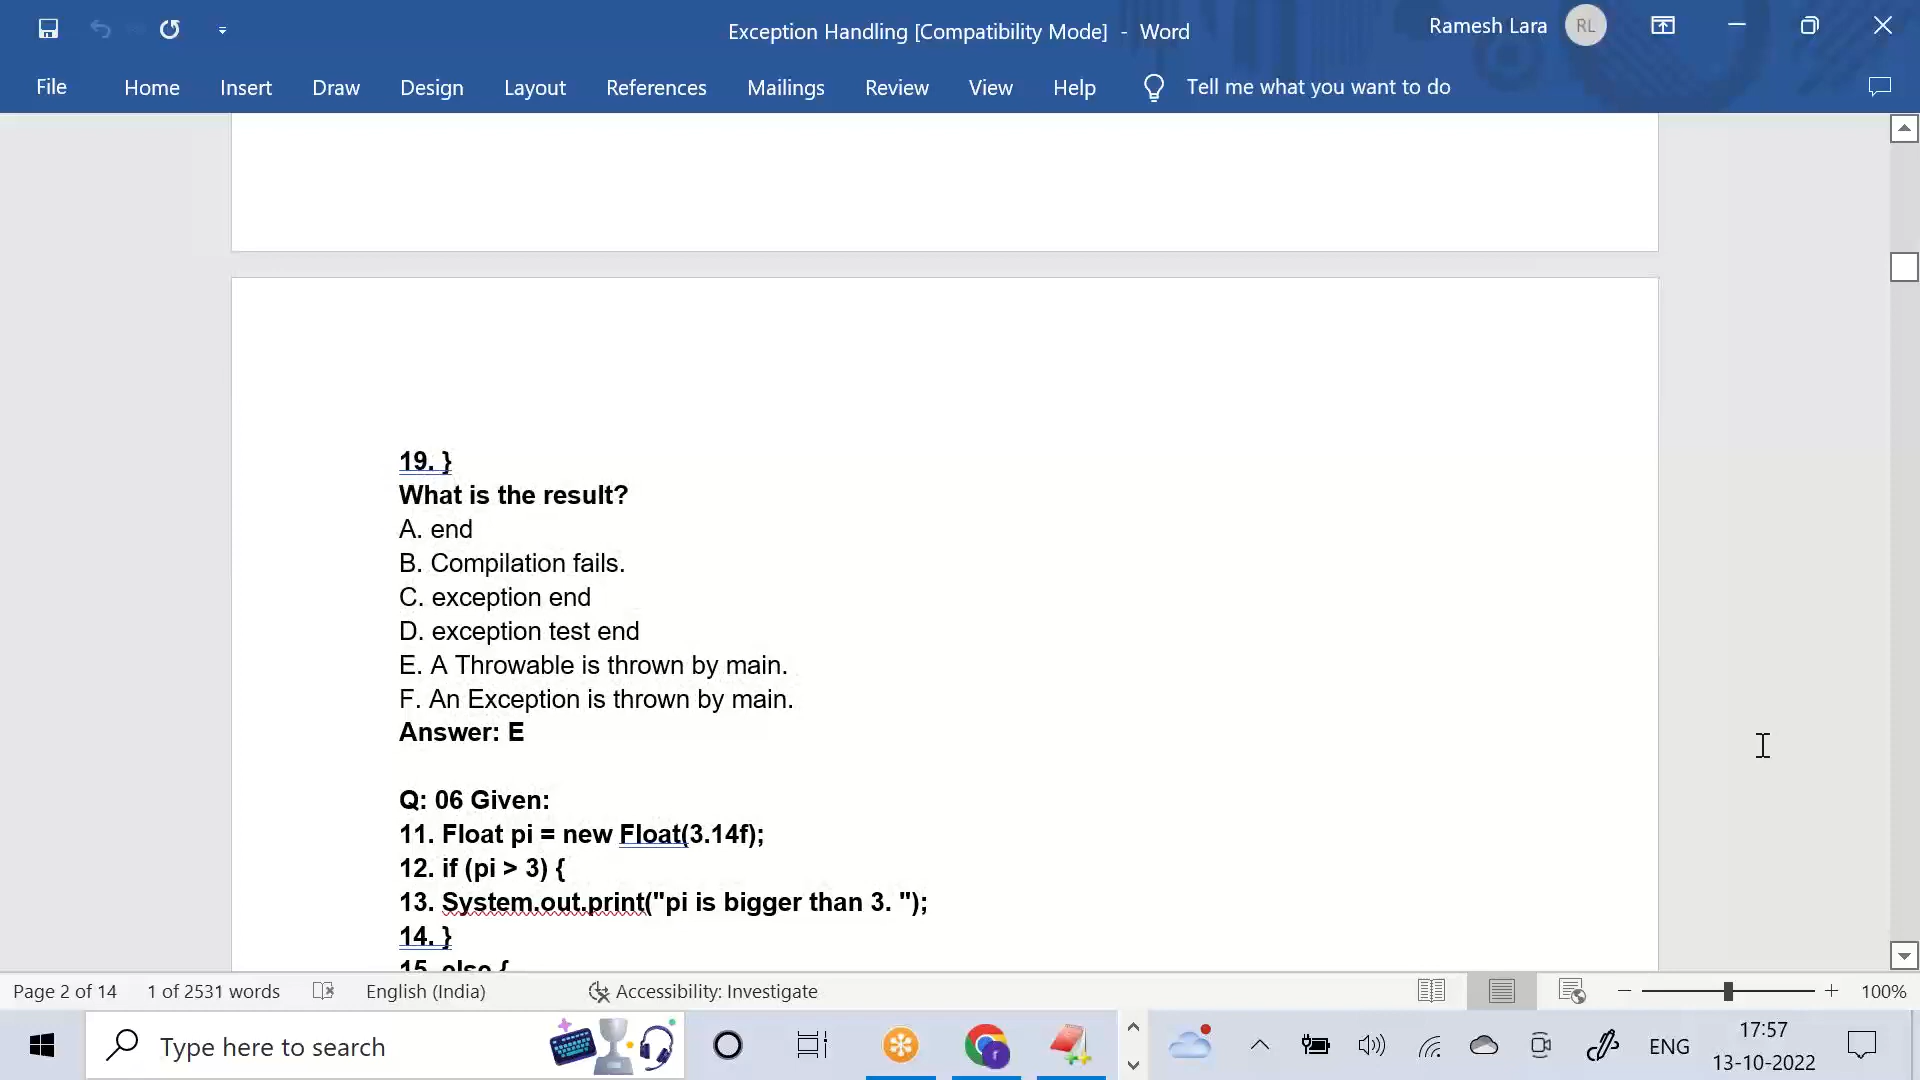 Exception Handling [Compatibility Mode] - Word
Ramesh Lara
RL
File
Home
Insert
Draw
Design
Layout
References
Mailings
Review
View
Help
Tell me what you want to do
19. }
What is the result?
A. end
B. Compilation fails.
C. exception end
D. exception test end
E. A Throwable is thrown by main.
F. An Exception is thrown by main.
Answer: E
Q: 06 Given:
11. Float pi = new Float(3.14f);
12. if (pi > 3) {
13. System.out.print("pi is bigger than 3. ");
14. }
15. else {
Page 2 of 14
1 of 2531 words
English (India)
Accessibility: Investigate
100%
Type here to search
r
ENG
17:57
13-10-2022